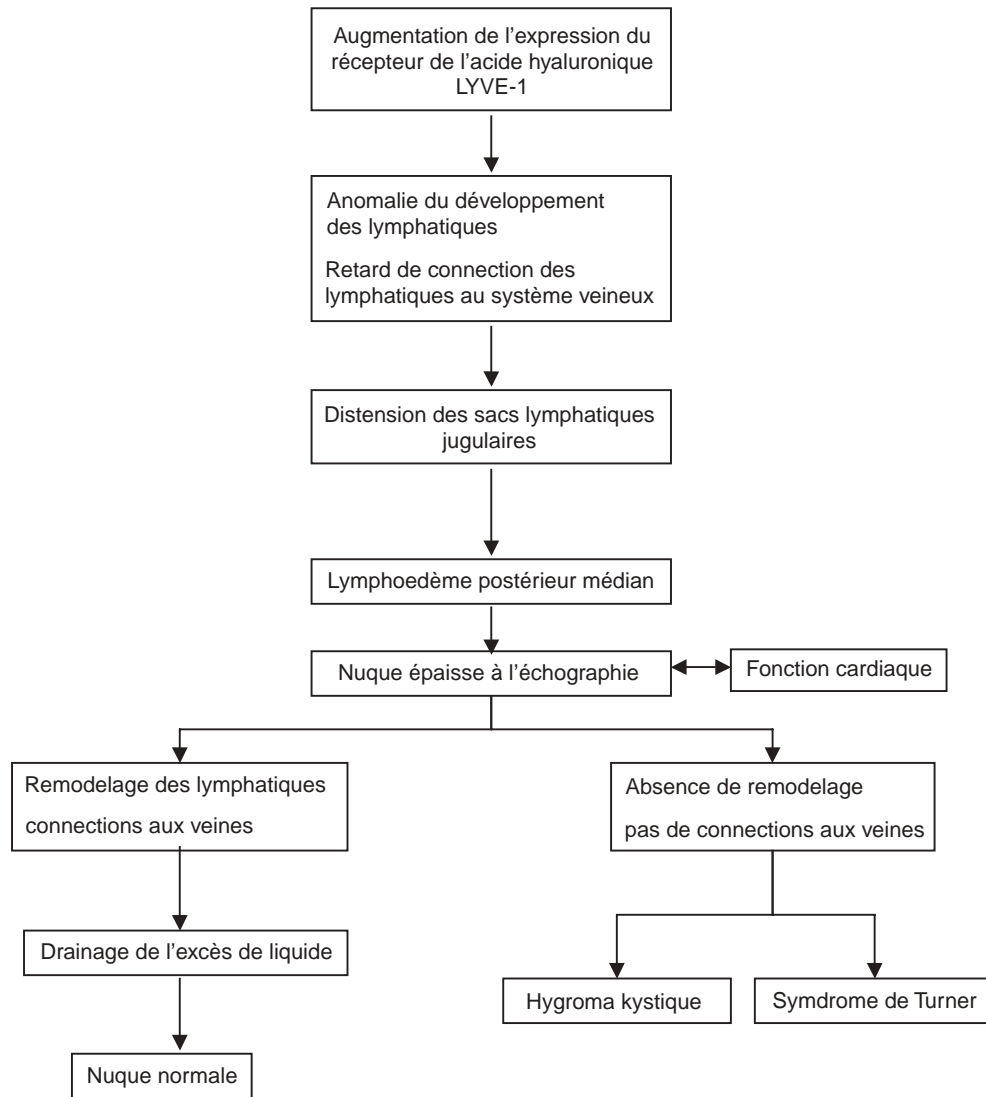 Augmentation de l’expression du
récepteur de l’acide hyaluronique
LYVE-1
Anomalie du développement
des lymphatiques
Retard de connection des
lymphatiques au système veineux
Distension des sacs lymphatiques
jugulaires
Lymphoedème postérieur médian
Nuque épaisse à l’échographie
Fonction cardiaque
Remodelage des lymphatiques
connections aux veines
Absence de remodelage
pas de connections aux veines
Drainage de l’excès de liquide
Hygroma kystique
Symdrome de Turner
Nuque normale